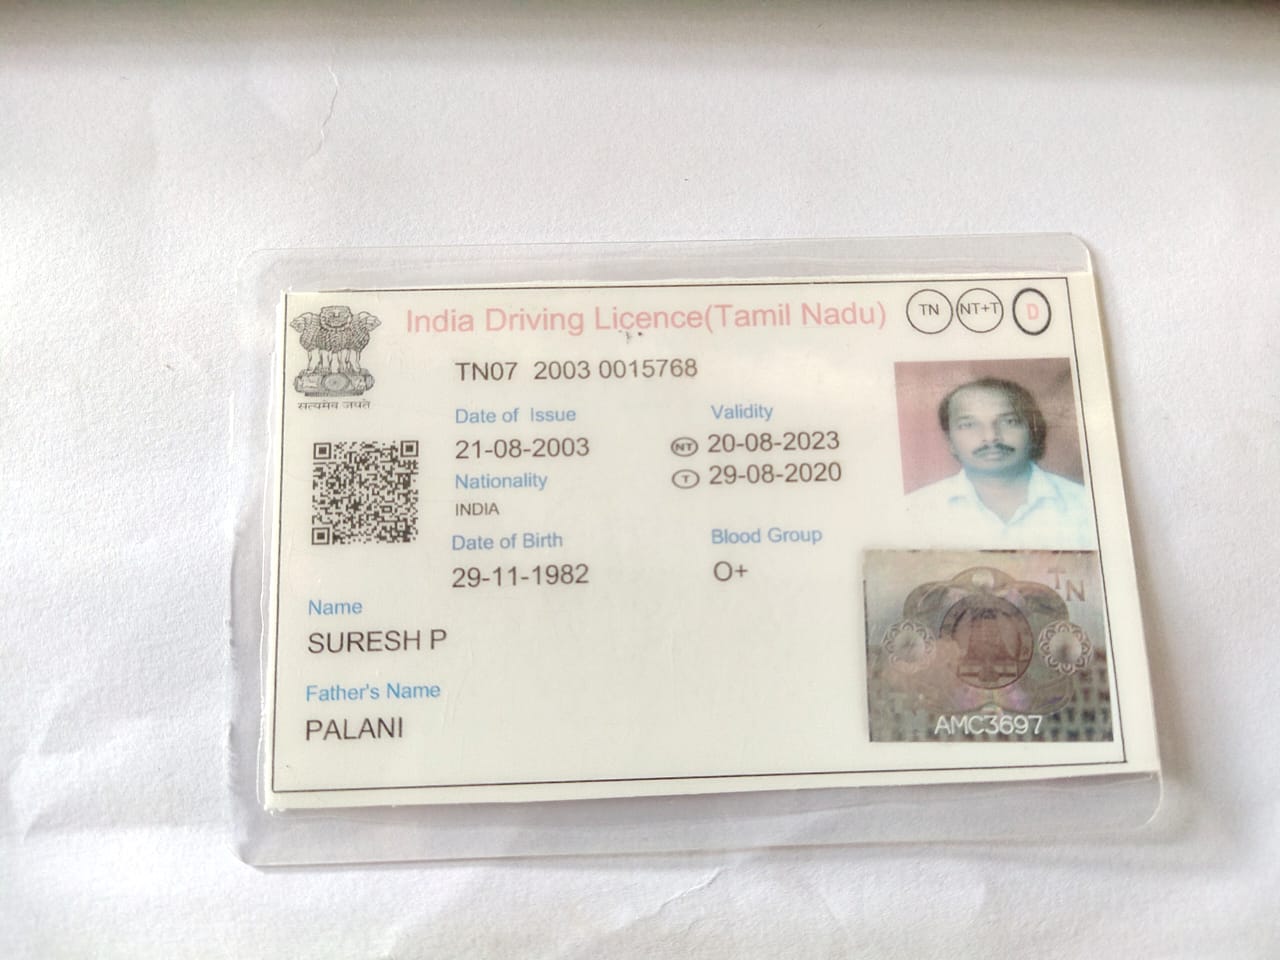 India Driving Licence(Tamil Nadu) TN NT+T D
सत्यमेव जयते
TN07 2003 0015768
Date of Issue Validity
21-08-2003 NT 20-08-2023
Nationality T 29-08-2020
INDIA
Date of Birth Blood Group
29-11-1982 O+
Name
SURESH P
Father's Name
PALANI
TN
AMC3697